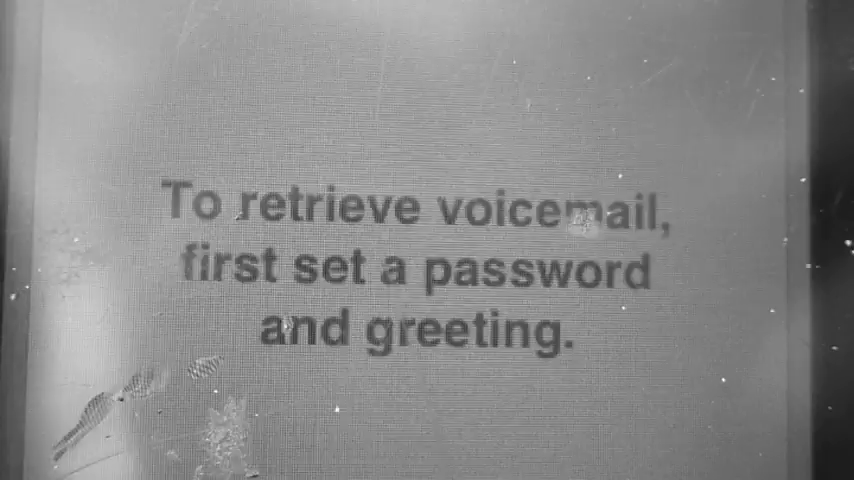 To retrieve voicemail,
first set a password
and greeting.